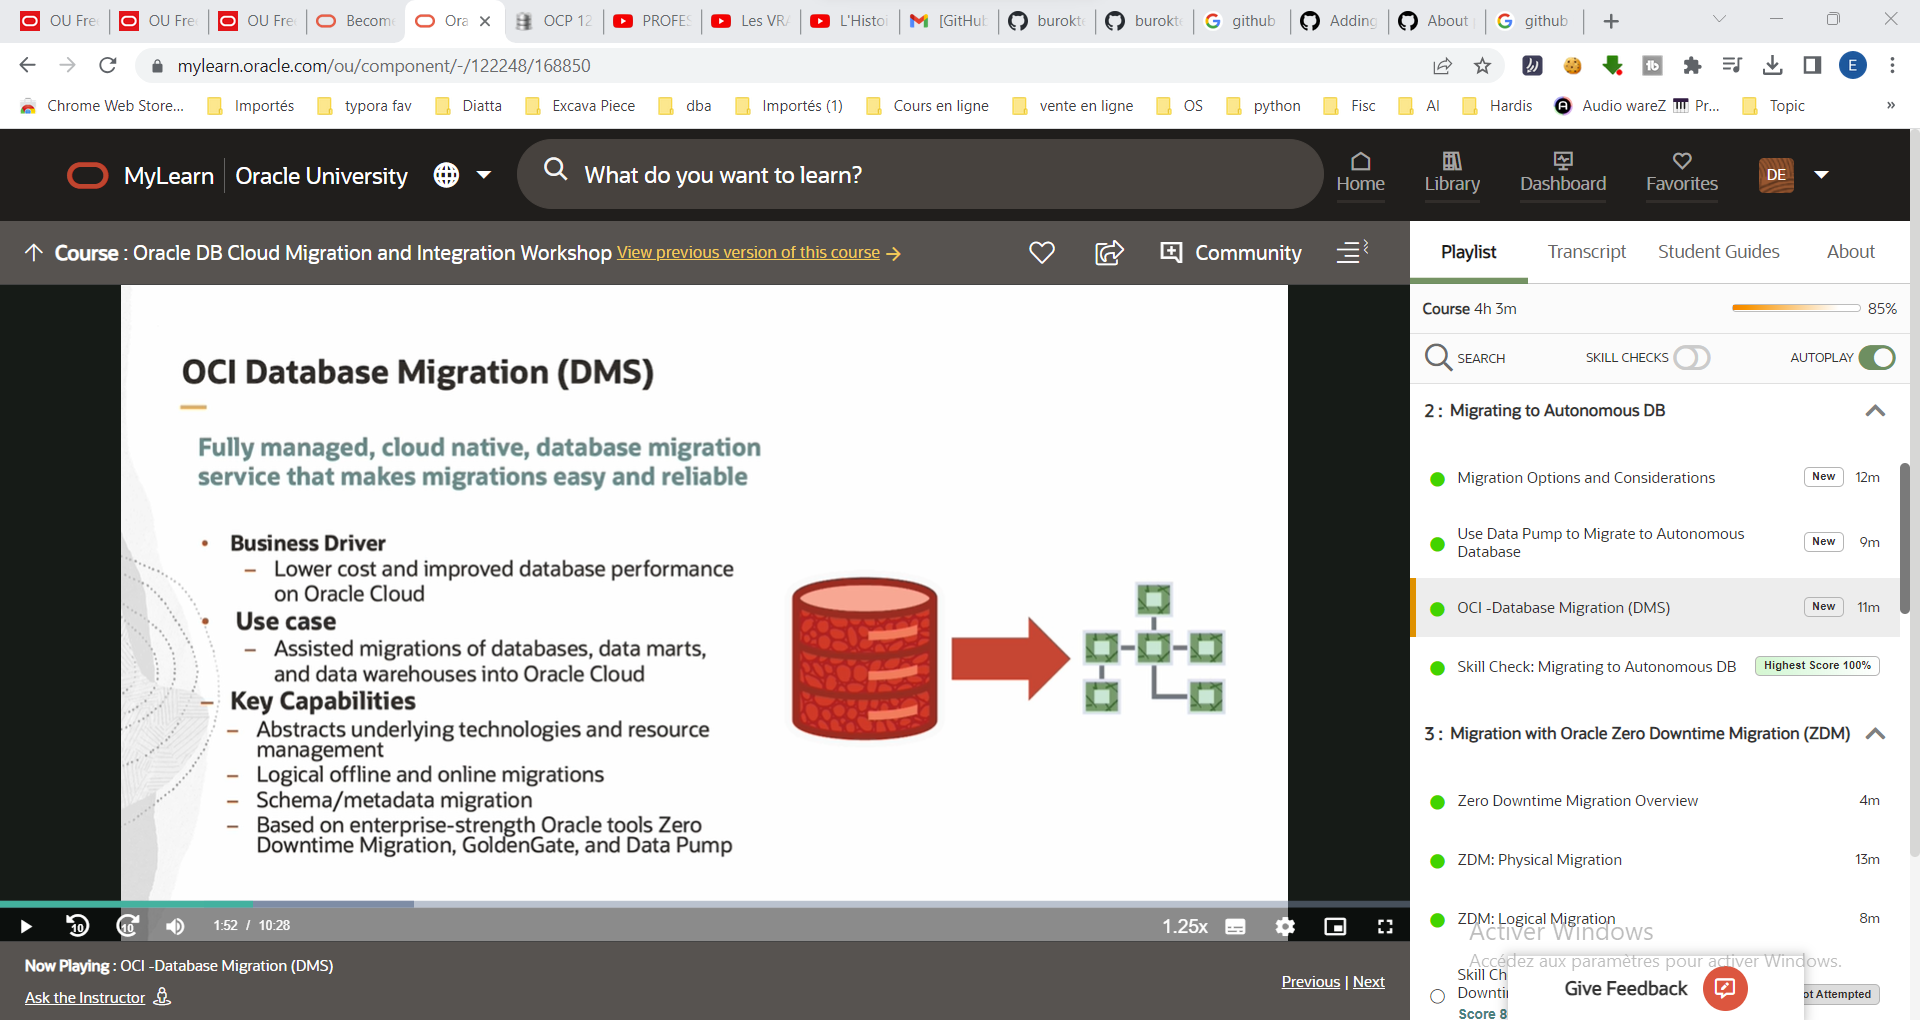 OU Fre
OU Fre
OU Fre
Becom
Ora
OCP 12
PROFES
Les VRA
L'Histoi
[GitHub
burokt
burokt
github
Adding
About
github
mylearn.oracle.com/ou/component/-/122248/168850
E
Chrome Web Store...
Importés
typora fav
Diatta
Excava Piece
dba
Importés (1)
Cours en ligne
vente en ligne
OS
python
Fisc
AI
Hardis
Audio wareZ
Pr...
Topic
»
MyLearn
Oracle University
What do you want to learn?
Home
Library
Dashboard
Favorites
DE
Course : Oracle DB Cloud Migration and Integration Workshop View previous version of this course →
Community
Playlist
Transcript
Student Guides
About
Course 4h 3m
85%
SEARCH
SKILL CHECKS
AUTOPLAY
OCI Database Migration (DMS)
Fully managed, cloud native, database migration
service that makes migrations easy and reliable
• Business Driver
– Lower cost and improved database performance
on Oracle Cloud
• Use case
– Assisted migrations of databases, data marts,
and data warehouses into Oracle Cloud
– Key Capabilities
– Abstracts underlying technologies and resource
management
– Logical offline and online migrations
– Schema/metadata migration
– Based on enterprise-strength Oracle tools Zero
Downtime Migration, GoldenGate, and Data Pump
10
10
1:52 / 10:28
1.25x
Now Playing : OCI -Database Migration (DMS)
Ask the Instructor
Previous | Next
2 : Migrating to Autonomous DB
Migration Options and Considerations
New
12m
Use Data Pump to Migrate to Autonomous
Database
New
9m
OCI -Database Migration (DMS)
New
11m
Skill Check: Migrating to Autonomous DB
Highest Score 100%
3 : Migration with Oracle Zero Downtime Migration (ZDM)
Zero Downtime Migration Overview
4m
ZDM: Physical Migration
13m
ZDM: Logical Migration
8m
Activer Windows
Accédez aux paramètres pour activer Windows.
Skill Ch
Downti
Score 8
ot Attempted
Give Feedback